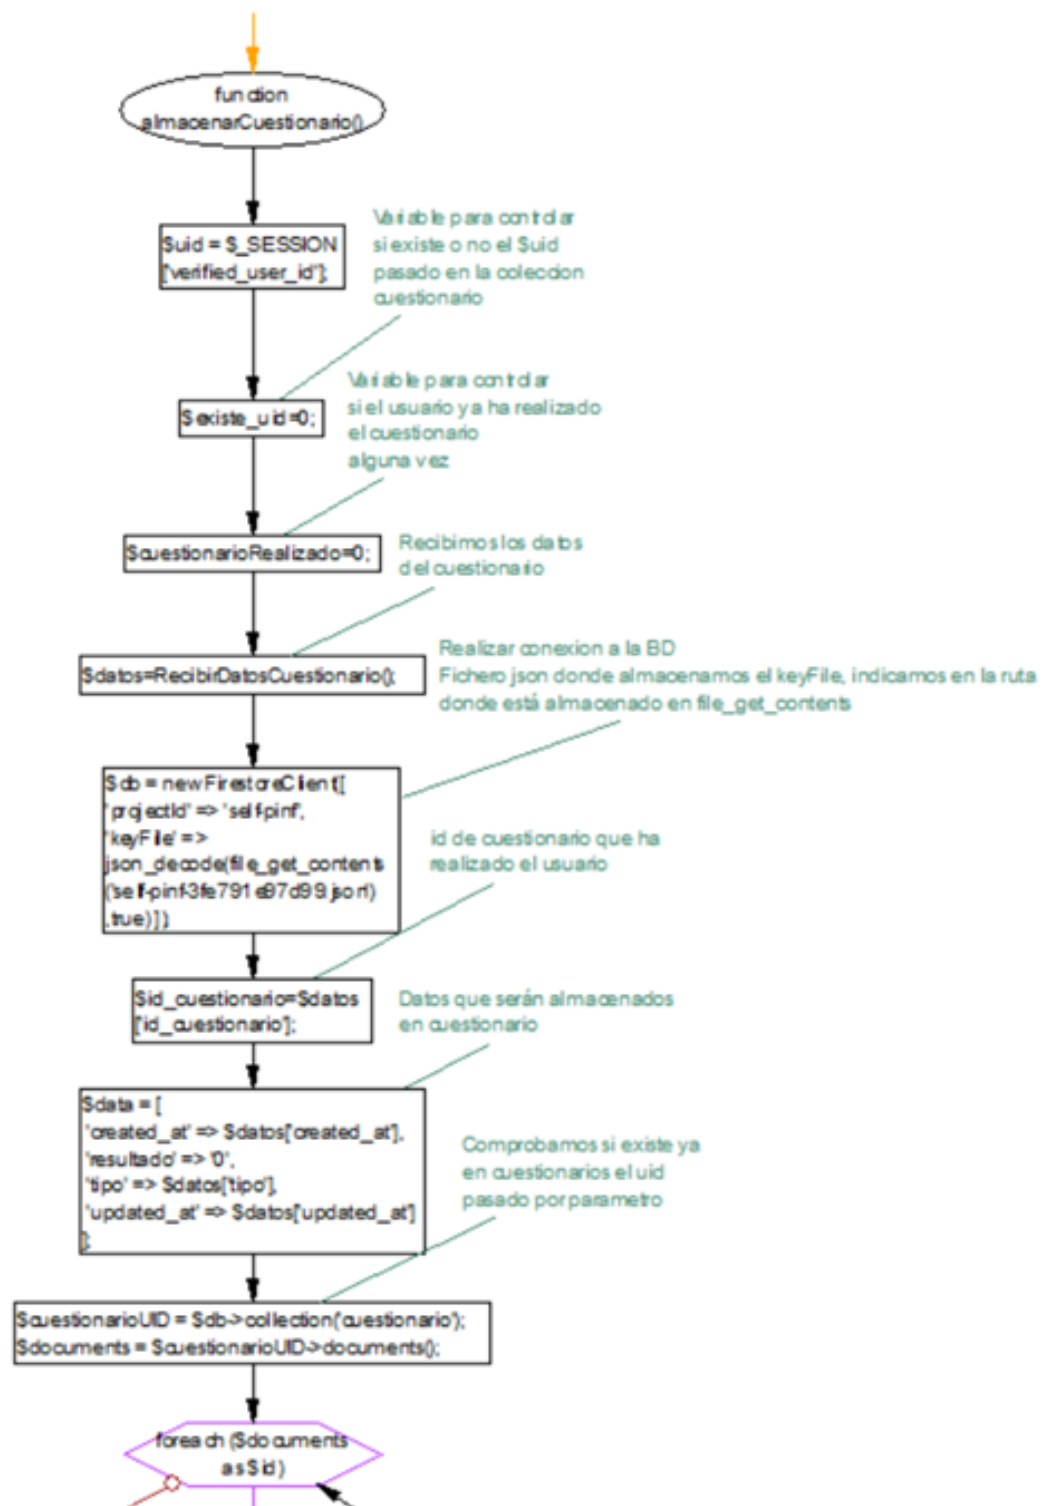 function
almacenarCuestionario()
$uid = $_SESSION
['verified_user_id'];
Variable para controlar
si existe o no el $uid
pasado en la coleccion
cuestionario
$existe_uid=0;
Variable para controlar
si el usuario ya ha realizado
el cuestionario
alguna vez
$cuestionarioRealizado=0;
Recibimos los datos
del cuestionario
$datos=RecibirDatosCuestionario();
Realizar conexion a la BD
Fichero json donde almacenamos el keyFile, indicamos en la ruta
donde está almacenado en file_get_contents
$db = new FirestoreClient([
'projectId' => 'self-pinf',
'keyFile' =>
json_decode(file_get_contents
('self-pinf-3fe791e87d99.json')
,true)]);
id de cuestionario que ha
realizado el usuario
$id_cuestionario=$datos
['id_cuestionario'];
Datos que serán almacenados
en cuestionario
$data = [
'created_at' => $datos['created_at'],
'resultado' => '0',
'tipo' => $datos['tipo'],
'updated_at' => $datos['updated_at']
];
Comprobamos si existe ya
en cuestionarios el uid
pasado por parametro
$cuestionarioUID = $db->collection('cuestionario');
$documents = $cuestionarioUID->documents();
foreach ($documents
as $id)